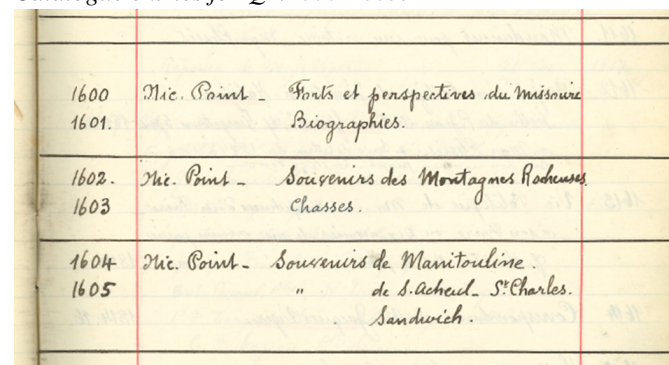 1600 Nic. Point - Forts et perspectives du Missouri
1601. Biographies.
1602. Nic. Point - Souvenirs des Montagnes Rocheuses.
1603 Chasses.
1604 Nic. Point - Souvenirs de Manitouline.
1605 " de S. Acheul - St Charles.
Sandwich.